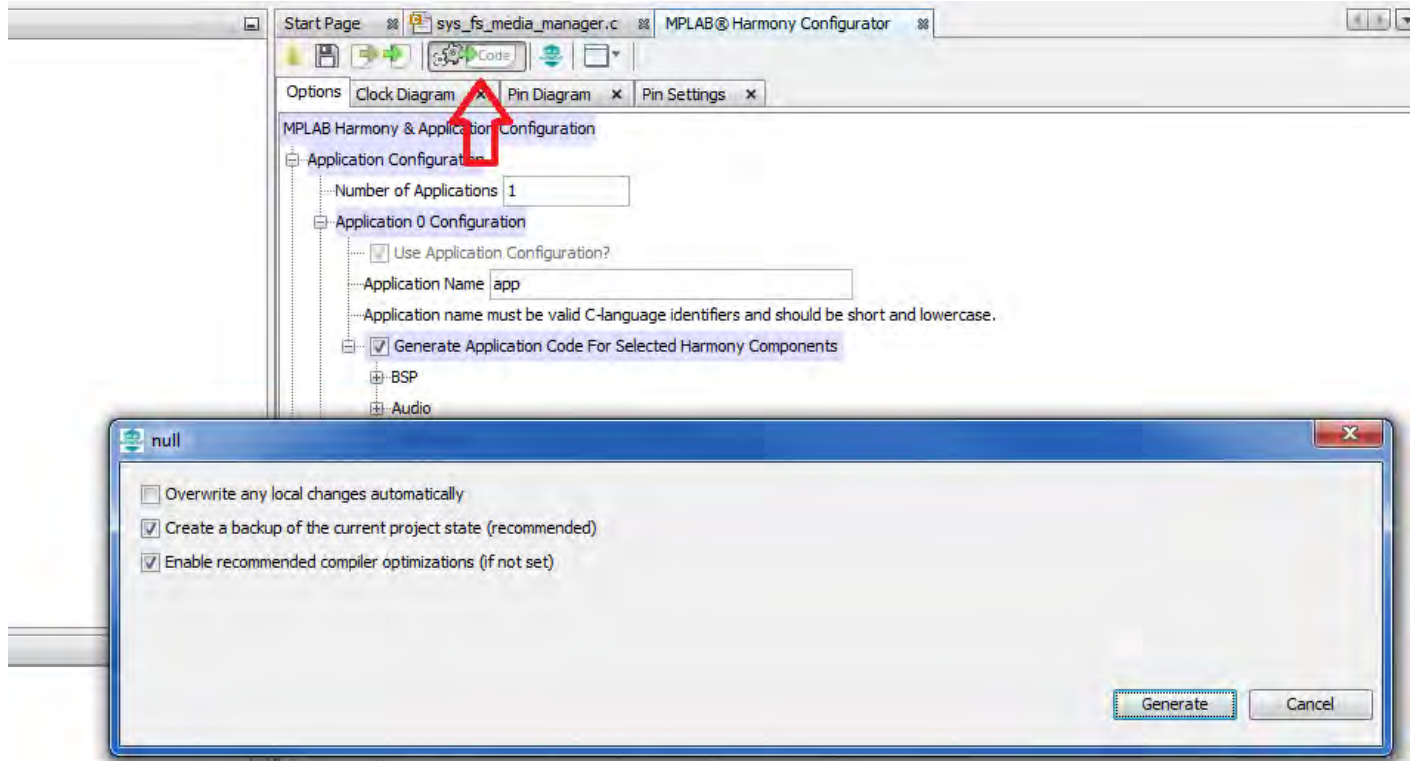 Start Page sys_fs_media_manager.c MPLAB® Harmony Configurator
Code
Options Clock Diagram Pin Diagram Pin Settings
MPLAB Harmony & Application Configuration
Application Configuration
Number of Applications 1
Application 0 Configuration
Use Application Configuration?
Application Name app
Application name must be valid C-language identifiers and should be short and lowercase.
Generate Application Code For Selected Harmony Components
BSP
Audio
null
Overwrite any local changes automatically
Create a backup of the current project state (recommended)
Enable recommended compiler optimizations (if not set)
Generate Cancel